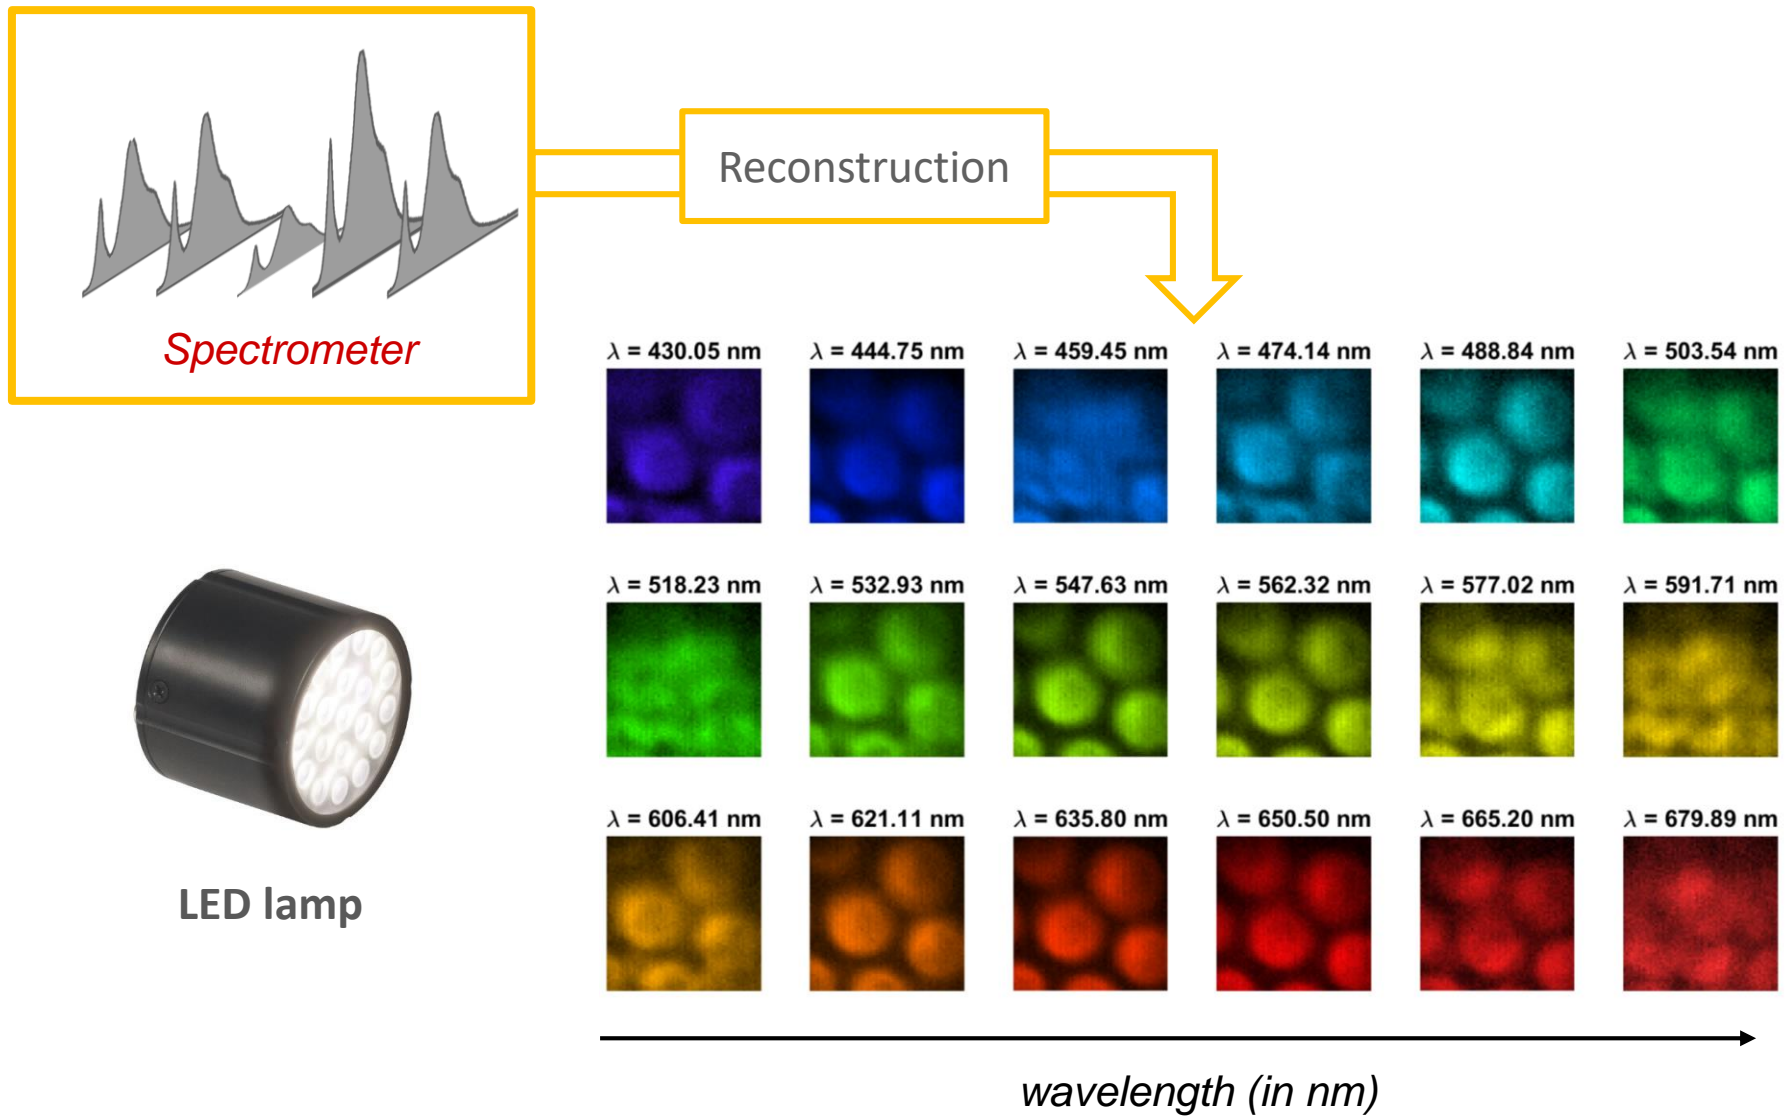 Reconstruction
Spectrometer
λ = 430.05 nm
λ = 444.75 nm
λ = 459.45 nm
λ = 474.14 nm
λ = 488.84 nm
λ = 503.54 nm
λ = 518.23 nm
λ = 532.93 nm
λ = 547.63 nm
λ = 562.32 nm
λ = 577.02 nm
λ = 591.71 nm
λ = 606.41 nm
λ = 621.11 nm
λ = 635.80 nm
λ = 650.50 nm
λ = 665.20 nm
λ = 679.89 nm
LED lamp
wavelength (in nm)